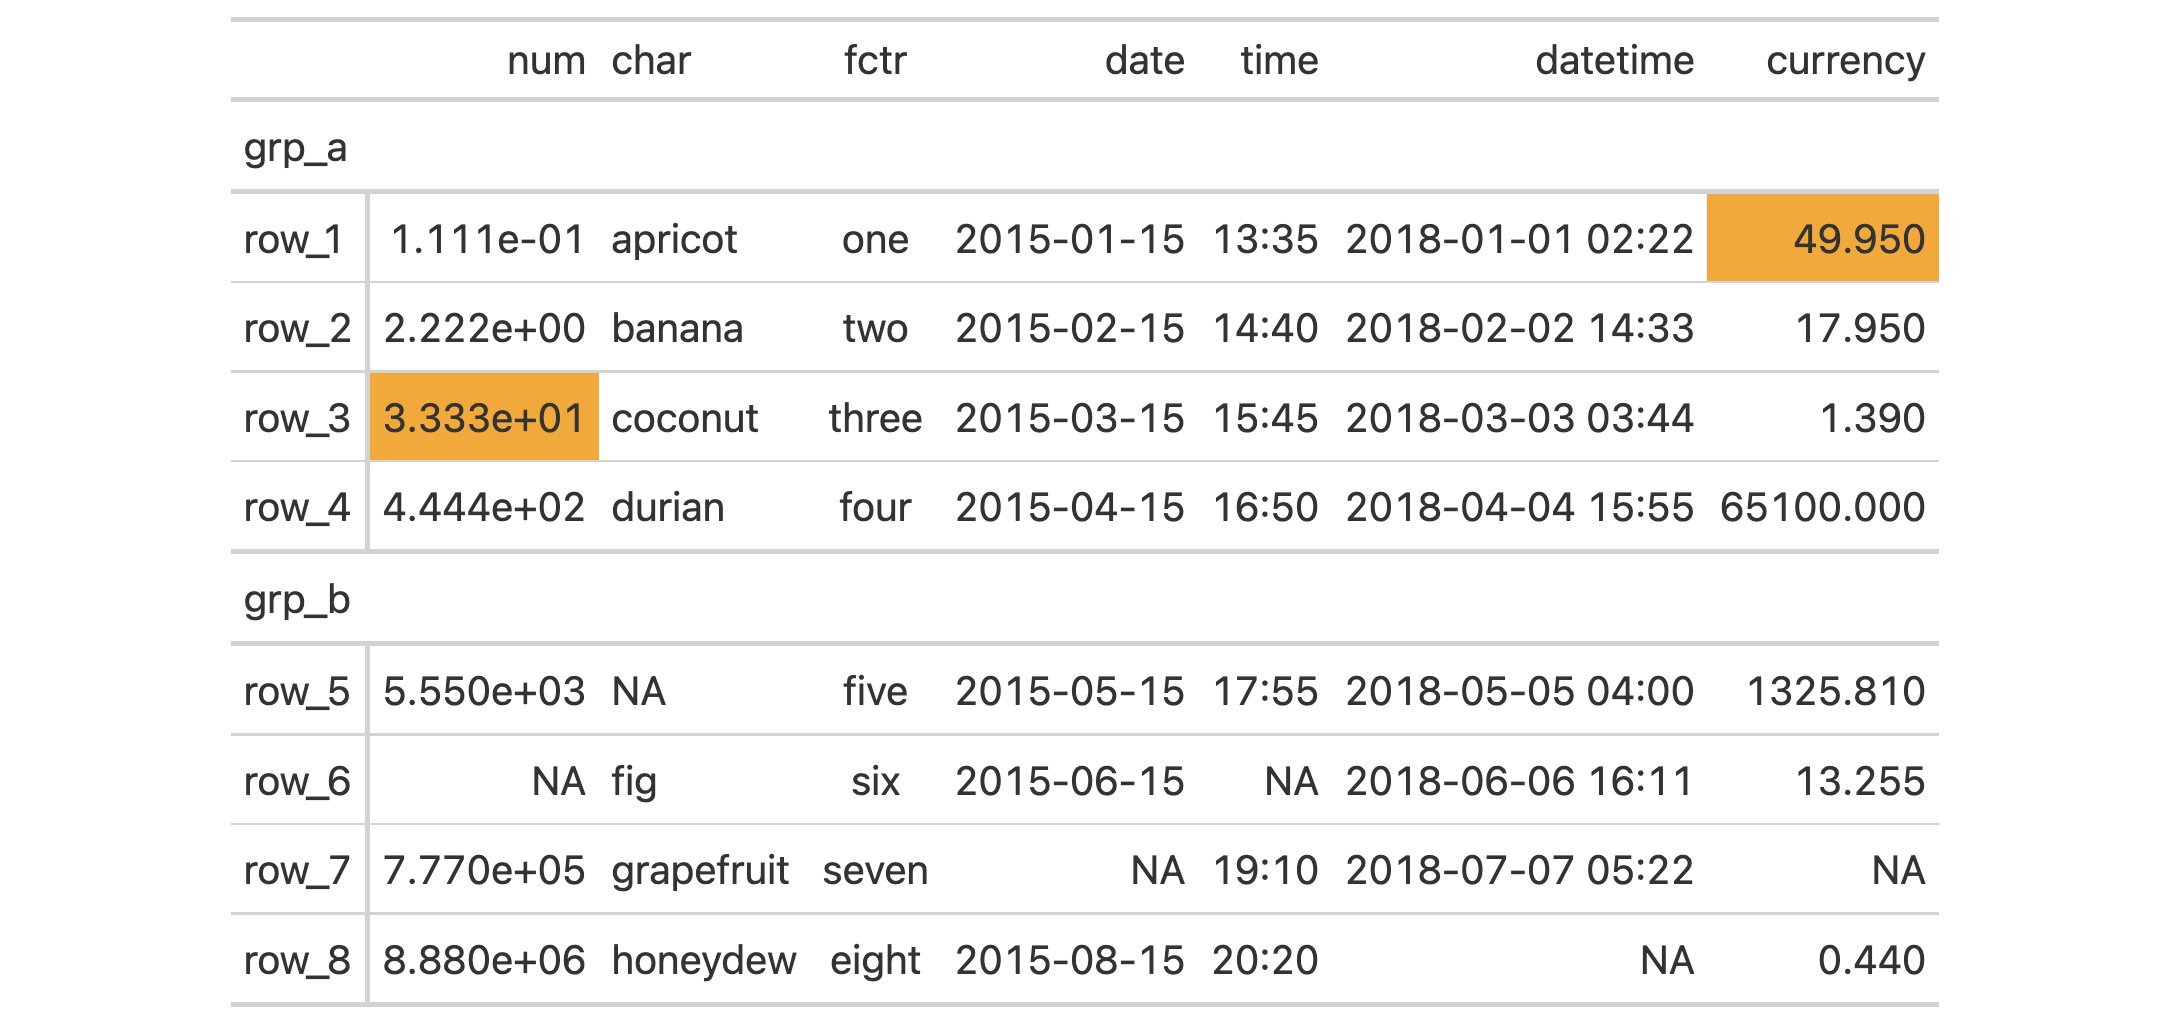 num char fctr date time datetime currency
grp_a
row_1 1.111e-01 apricot one 2015-01-15 13:35 2018-01-01 02:22 49.950
row_2 2.222e+00 banana two 2015-02-15 14:40 2018-02-02 14:33 17.950
row_3 3.333e+01 coconut three 2015-03-15 15:45 2018-03-03 03:44 1.390
row_4 4.444e+02 durian four 2015-04-15 16:50 2018-04-04 15:55 65100.000
grp_b
row_5 5.550e+03 NA five 2015-05-15 17:55 2018-05-05 04:00 1325.810
row_6 NA fig six 2015-06-15 NA 2018-06-06 16:11 13.255
row_7 7.770e+05 grapefruit seven NA 19:10 2018-07-07 05:22 NA
row_8 8.880e+06 honeydew eight 2015-08-15 20:20 NA 0.440